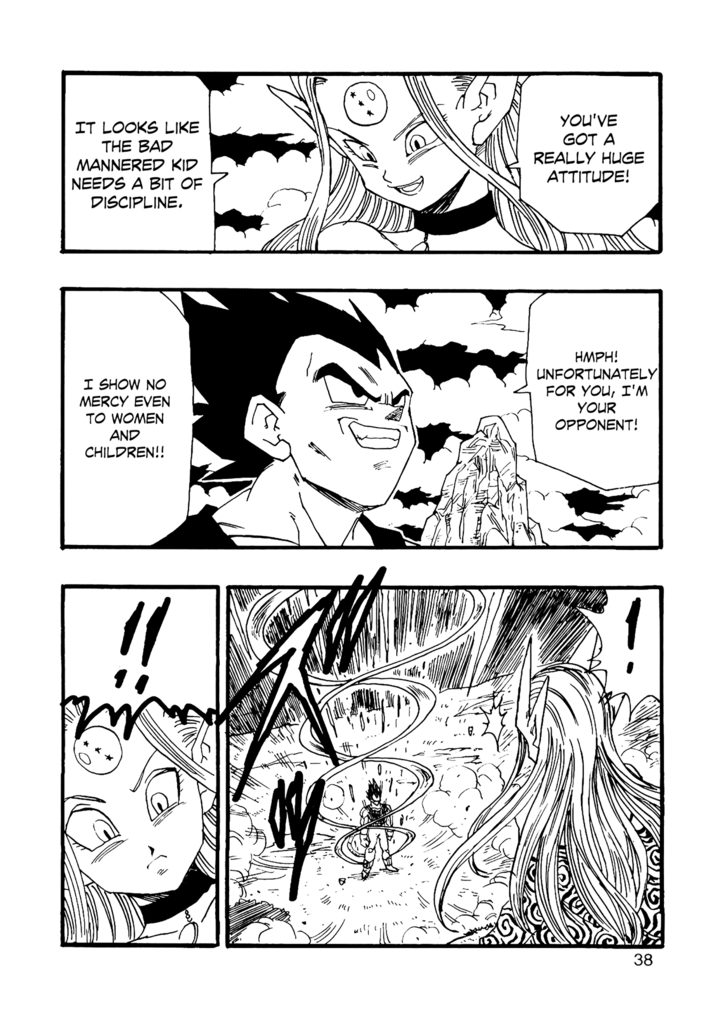 YOU'VE
GOT A
REALLY HUGE
ATTITUDE!
IT LOOKS LIKE
THE BAD
MANNERED KID
NEEDS A BIT OF
DISCIPLINE.
HMPH!
UNFORTUNATELY
FOR YOU, I'M
YOUR
OPPONENT!
I SHOW NO
MERCY EVEN
TO WOMEN
AND
CHILDREN!!
!
!!
38